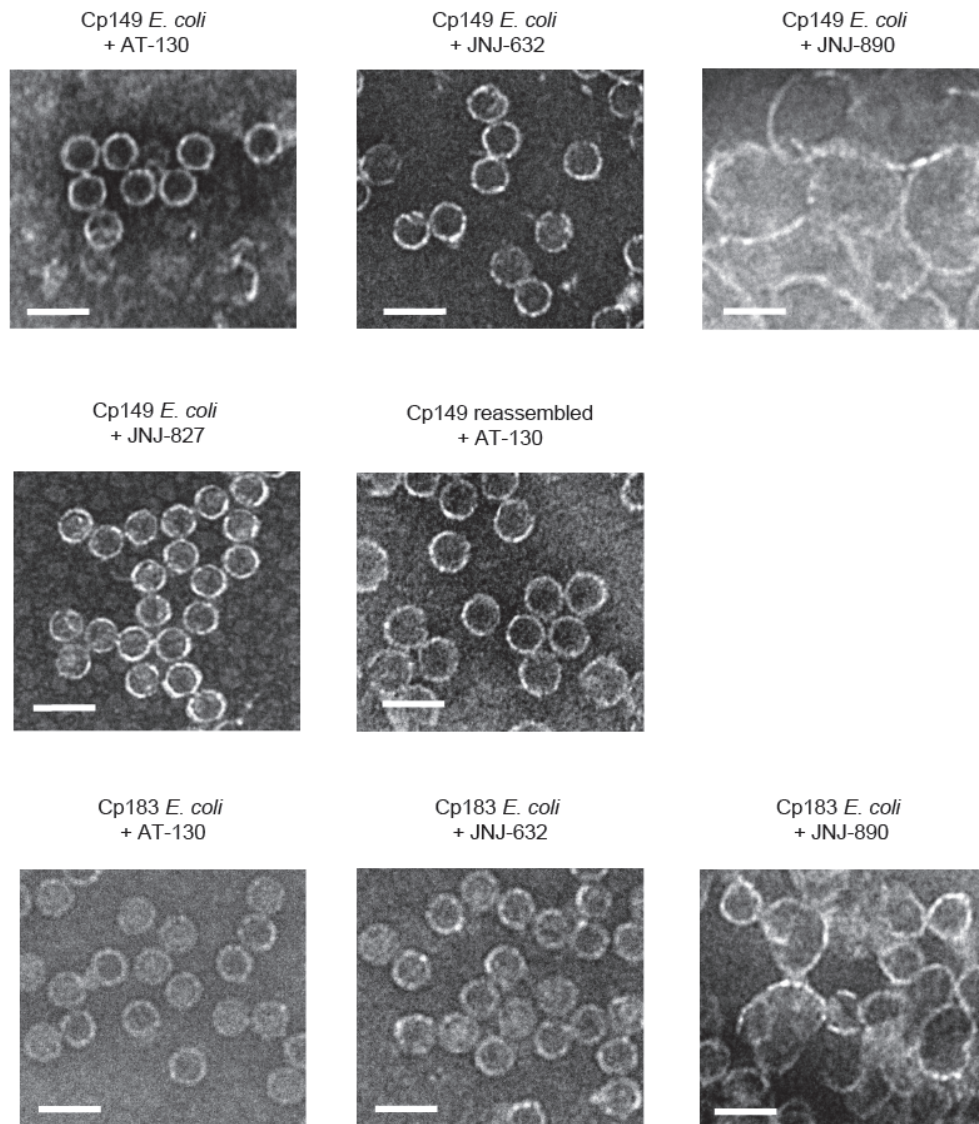 Cp149 E. coli
+ AT-130
Cp149 E. coli
+ JNJ-632
Cp149 E. coli
+ JNJ-890
Cp149 E. coli
+ JNJ-827
Cp149 reassembled
+ AT-130
Cp183 E. coli
+ AT-130
Cp183 E. coli
+ JNJ-632
Cp183 E. coli
+ JNJ-890